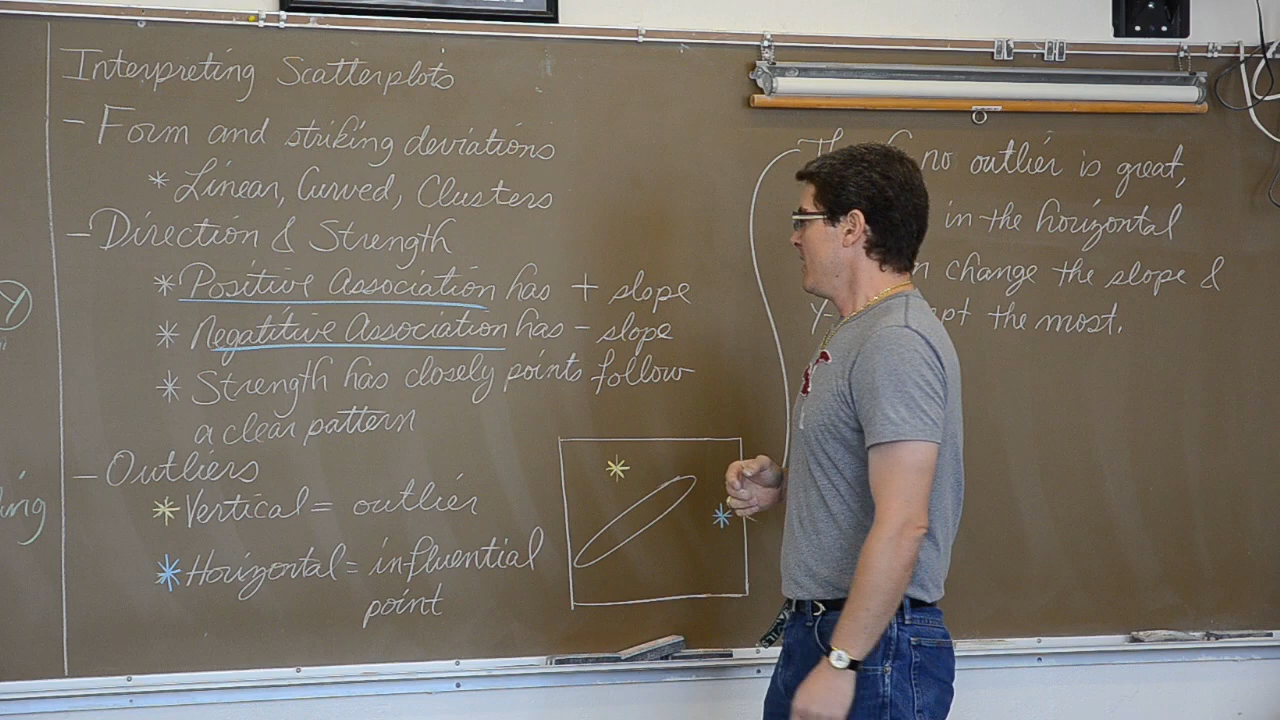 Interpreting Scatterplots
- Form and striking deviations
* Linear, Curved, Clusters
- Direction & Strength
* Positive Association has + slope
* Negatitive Association has - slope
* Strength has closely points follow
a clear pattern
- Outliers
* Vertical = outlier
* Horizontal = influential
point
no outlier is great,
in the horizontal
change the slope &
Y- the most.
Y